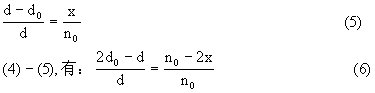 (d − d₀)/d = x/n₀ (5)
(4) − (5), 有： (2d₀ − d)/d = (n₀ − 2x)/n₀ (6)